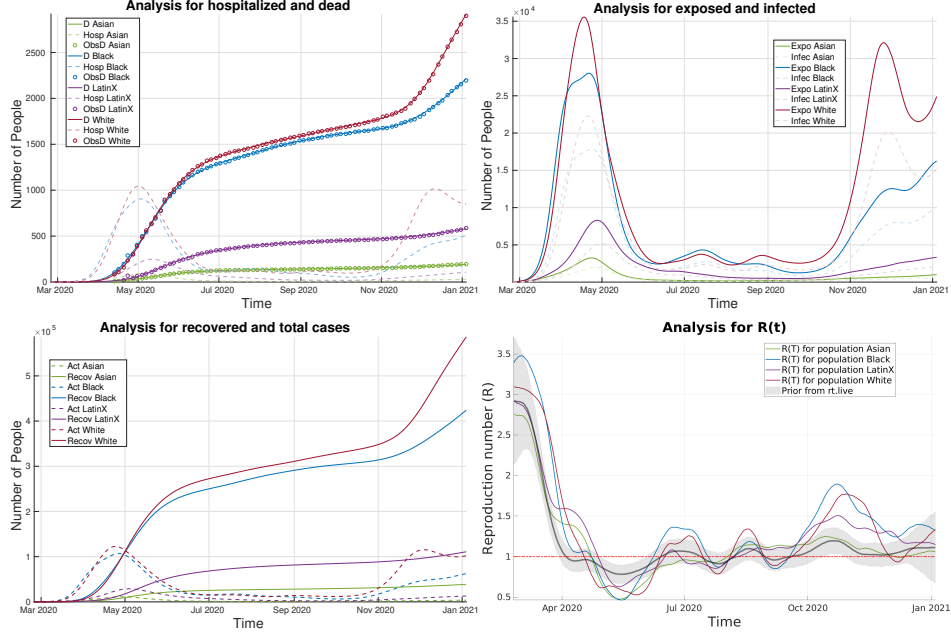 Analysis for hospitalized and dead
D Asian
Hosp Asian
ObsD Asian
D Black
Hosp Black
ObsD Black
D LatinX
Hosp LatinX
ObsD LatinX
D White
Hosp White
ObsD White
Number of People
2500
2000
1500
1000
500
0
Mar 2020
May 2020
Jul 2020
Sep 2020
Nov 2020
Jan 2021
Time
Analysis for exposed and infected
×10⁴
Expo Asian
Infec Asian
Expo Black
Infec Black
Expo LatinX
Infec LatinX
Expo White
Infec White
Number of People
3.5
3
2.5
2
1.5
1
0.5
Mar 2020
May 2020
Jul 2020
Sep 2020
Nov 2020
Jan 2021
Time
Analysis for recovered and total cases
×10⁵
Act Asian
Recov Asian
Act Black
Recov Black
Act LatinX
Recov LatinX
Act White
Recov White
Number of People
5
4
3
2
1
0
Mar 2020
May 2020
Jul 2020
Sep 2020
Nov 2020
Jan 2021
Time
Analysis for R(t)
R(T) for population Asian
R(T) for population Black
R(T) for population LatinX
R(T) for population White
Prior from rt.live
Reproduction number (R)
3.5
3
2.5
2
1.5
1
0.5
Apr 2020
Jul 2020
Oct 2020
Jan 2021
Time